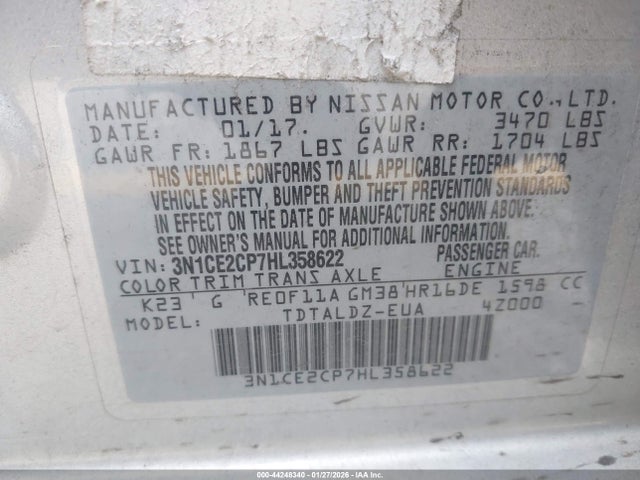 MANUFACTURED BY NISSAN MOTOR CO., LTD.
DATE: 01/17. GVWR: 3470 LBS
GAWR FR: 1867 LBS GAWR RR: 1704 LBS
THIS VEHICLE CONFORMS TO ALL APPLICABLE FEDERAL MOTOR
VEHICLE SAFETY, BUMPER AND THEFT PREVENTION STANDARDS
IN EFFECT ON THE DATE OF MANUFACTURE SHOWN ABOVE.
SEE OWNER'S MANUAL FOR ADDITIONAL INFORMATION.
VIN: 3N1CE2CP7HL358622 PASSENGER CAR.
COLOR TRIM TRANS AXLE ENGINE
K23 G RE0F11A GM38 HR16DE 1598 CC
MODEL: TDTALDZ-EUA 4Z000
3N1CE2CP7HL358622
000-44248340 | 01/27/2026 | IAA, Inc.